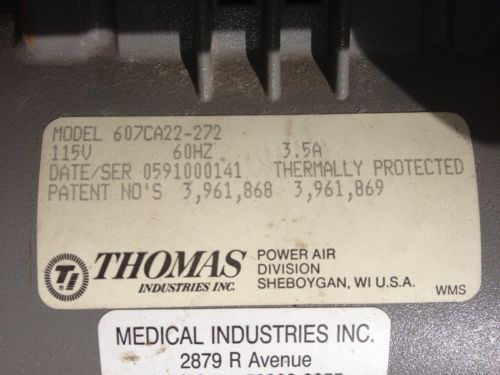 MODEL 607CA22-272
115V 60HZ 3.5A
DATE/SER 0591000141 THERMALLY PROTECTED
PATENT NO'S 3,961,868 3,961,869
TI THOMAS
INDUSTRIES INC.
POWER AIR
DIVISION
SHEBOYGAN, WI U.S.A.
WMS
MEDICAL INDUSTRIES INC.
2879 R Avenue